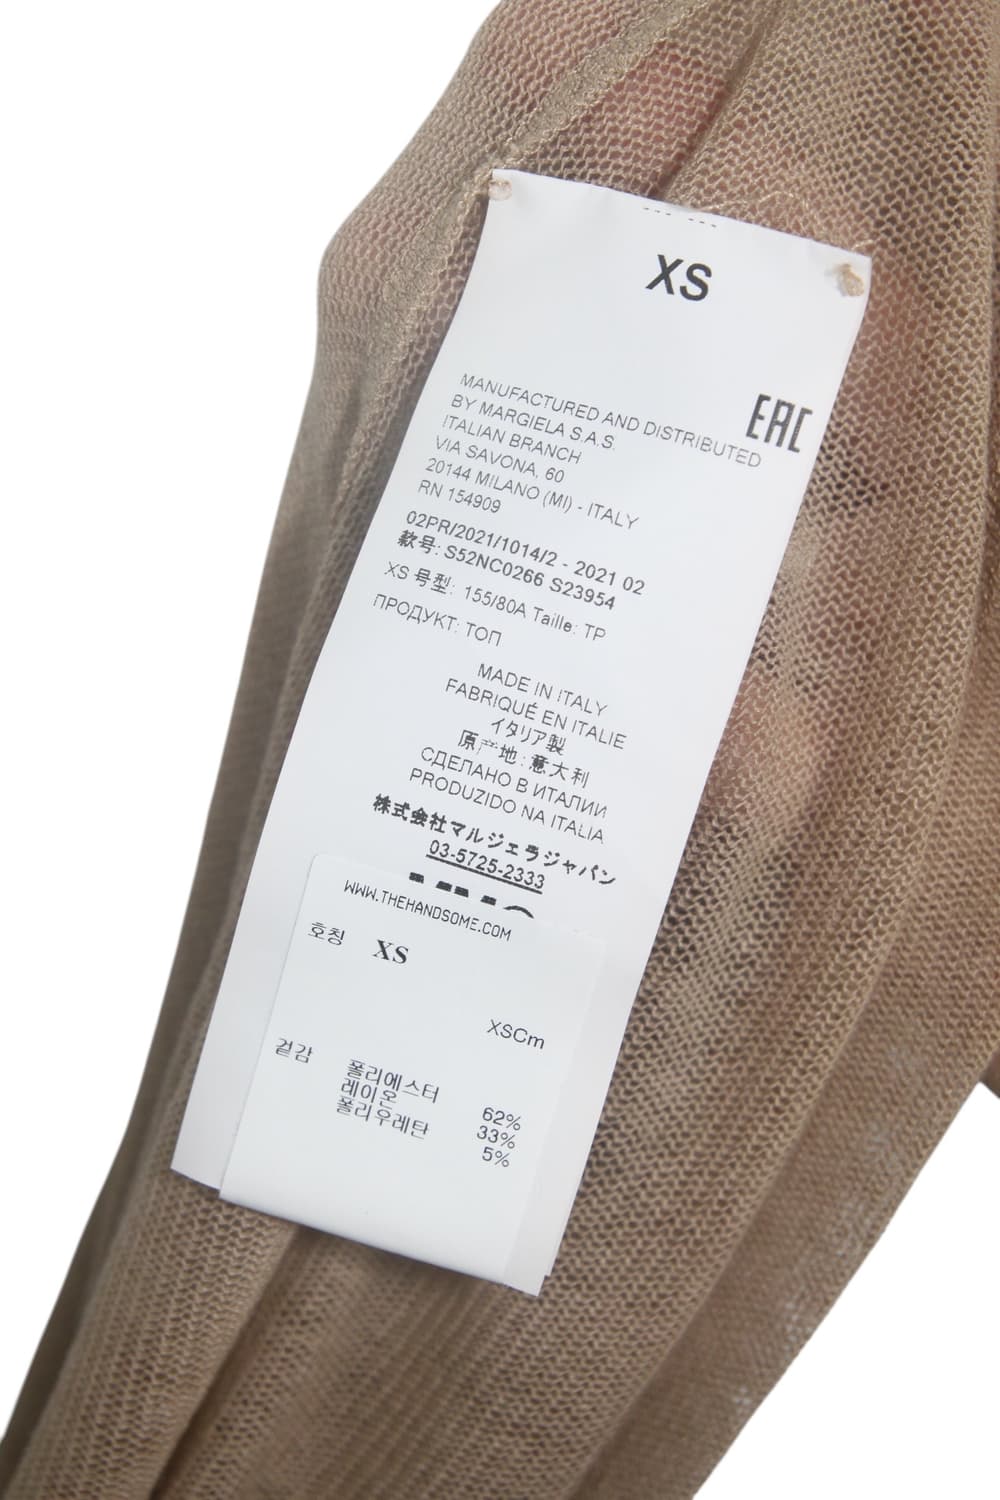 XS
EAC
MANUFACTURED AND DISTRIBUTED
BY MARGIELA S.A.S.
ITALIAN BRANCH
VIA SAVONA, 60
20144 MILANO (MI) - ITALY
RN 154909
02PR/2021/1014/2 - 2021 02
款号: S52NC0266 S23954
XS 号型: 155/80A Taille: TP
ПРОДУКТ: ТОП
MADE IN ITALY
FABRIQUÉ EN ITALIE
イタリア製
原产地: 意大利
СДЕЛАНО В ИТАЛИИ
PRODUZIDO NA ITALIA
株式会社マルジェラジャパン
03-5725-2333
WWW.THEHANDSOME.COM
호칭 XS
XSCm
겉감
폴리에스터 62%
레이온 33%
폴리우레탄 5%